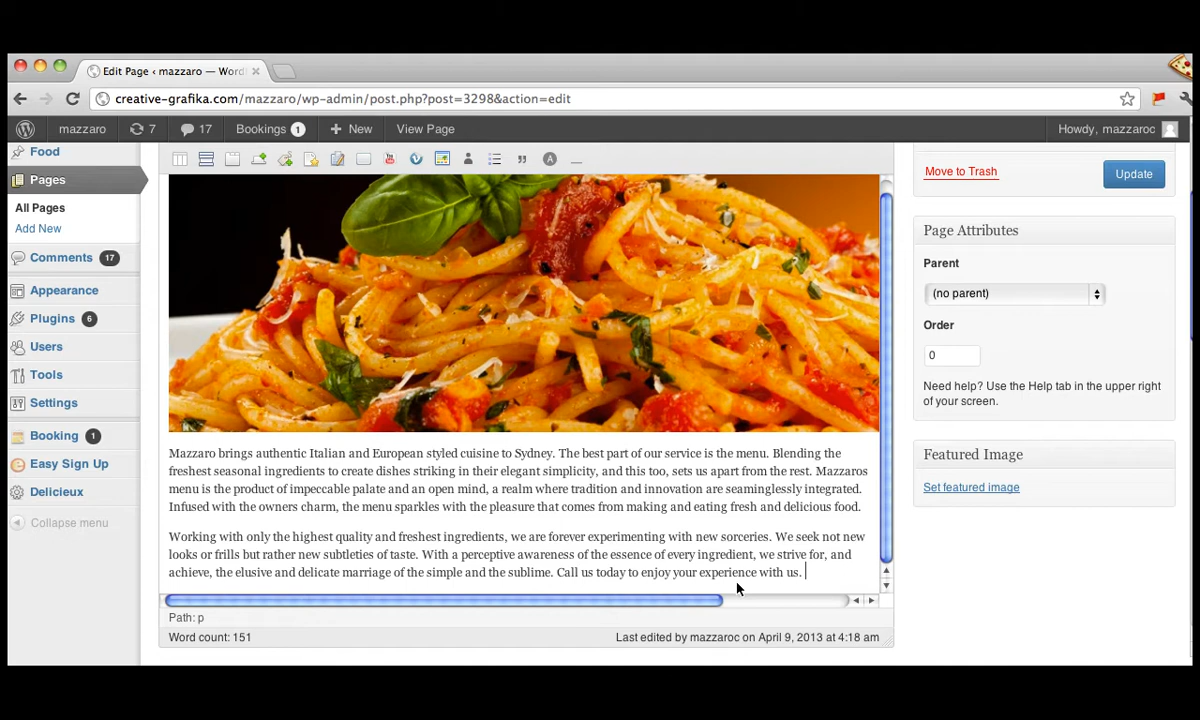 Edit Page ‹ mazzaro — Word
creative-grafika.com/mazzaro/wp-admin/post.php?post=3298&action=edit
mazzaro 7 17 Bookings 1 New View Page Howdy, mazzaroc
Food
Pages
All Pages
Add New
Comments 17
Appearance
Plugins 6
Users
Tools
Settings
Booking 1
Easy Sign Up
Delicieux
Collapse menu
Mazzaro brings authentic Italian and European styled cuisine to Sydney. The best part of our service is the menu. Blending the
freshest seasonal ingredients to create dishes striking in their elegant simplicity, and this too, sets us apart from the rest. Mazzaros
menu is the product of impeccable palate and an open mind, a realm where tradition and innovation are seaminglessly integrated.
Infused with the owners charm, the menu sparkles with the pleasure that comes from making and eating fresh and delicious food.
Working with only the highest quality and freshest ingredients, we are forever experimenting with new sorceries. We seek not new
looks or frills but rather new subtleties of taste. With a perceptive awareness of the essence of every ingredient, we strive for, and
achieve, the elusive and delicate marriage of the simple and the sublime. Call us today to enjoy your experience with us.
Path: p
Word count: 151 Last edited by mazzaroc on April 9, 2013 at 4:18 am
Move to Trash Update
Page Attributes
Parent
(no parent)
Order
0
Need help? Use the Help tab in the upper right
of your screen.
Featured Image
Set featured image